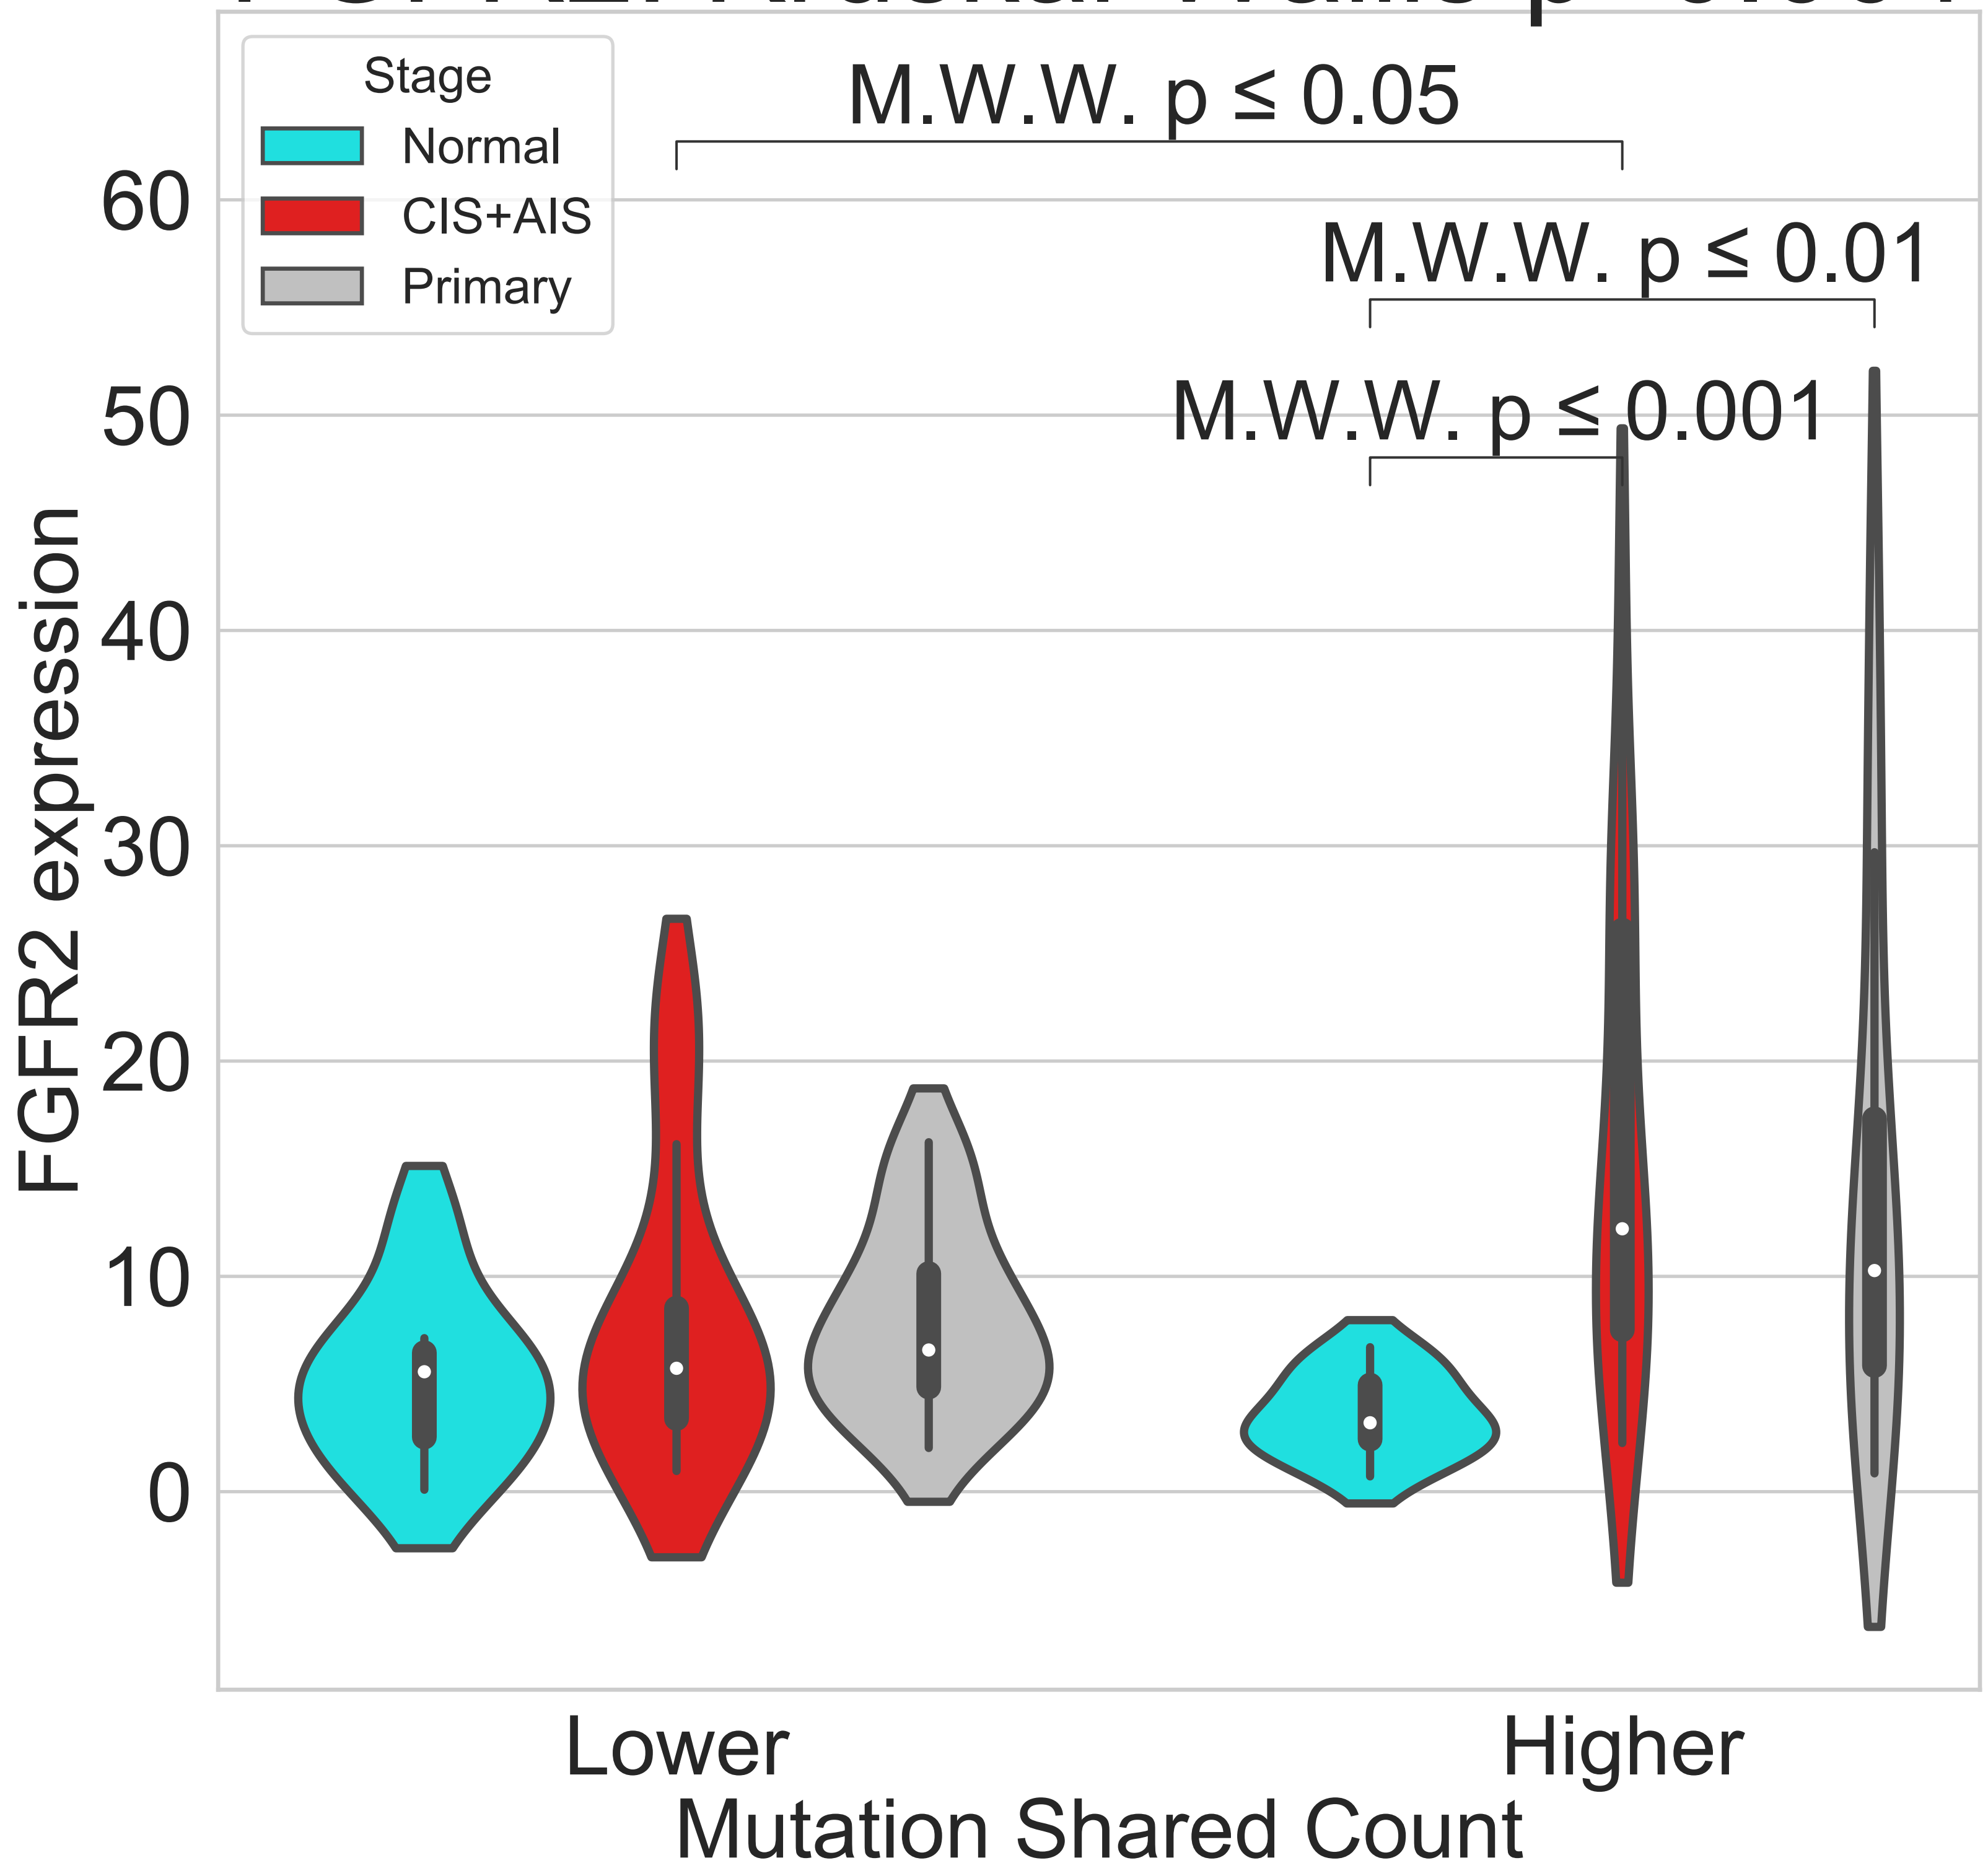 Stage
Normal
CIS+AIS
Primary
M.W.W. p ≤ 0.05
M.W.W. p ≤ 0.01
M.W.W. p ≤ 0.001
60
50
40
30
20
10
0
FGFR2 expression
Lower
Higher
Mutation Shared Count